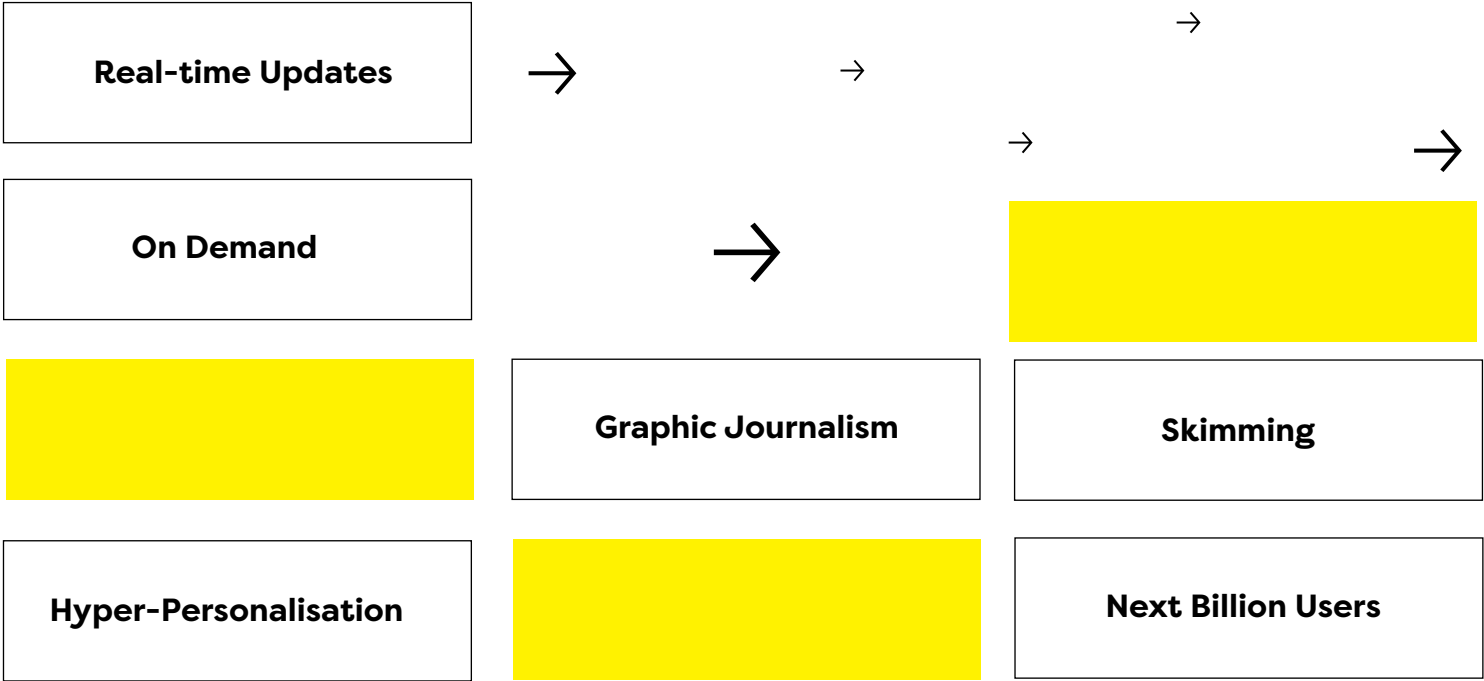 Real-time Updates
On Demand
Graphic Journalism
Skimming
Hyper-Personalisation
Next Billion Users